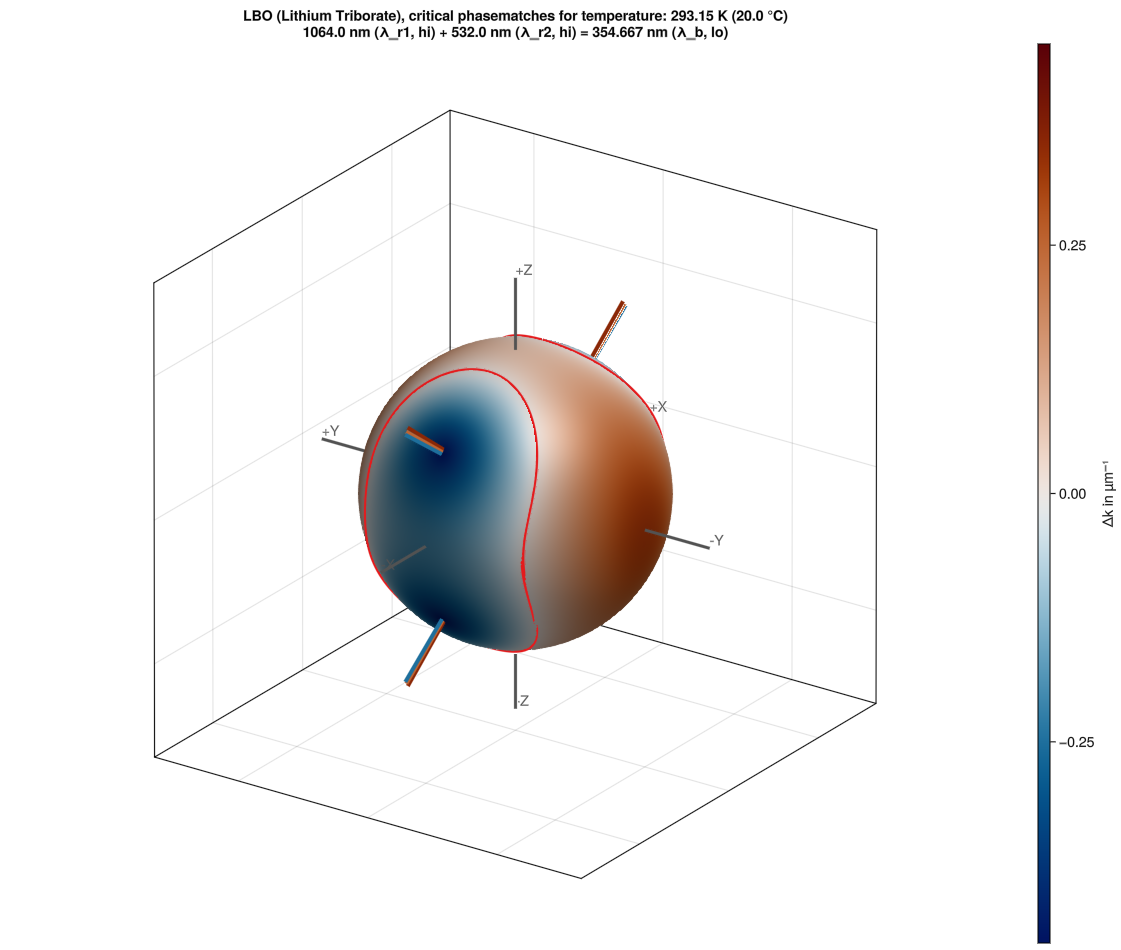 LBO (Lithium Triborate), critical phasematches for temperature: 293.15 K (20.0 °C)
1064.0 nm (λ_r1, hi) + 532.0 nm (λ_r2, hi) = 354.667 nm (λ_b, lo)
+Z
+X
+Y
-Y
-Z
0.25
0.00
−0.25
Δk in µm⁻¹